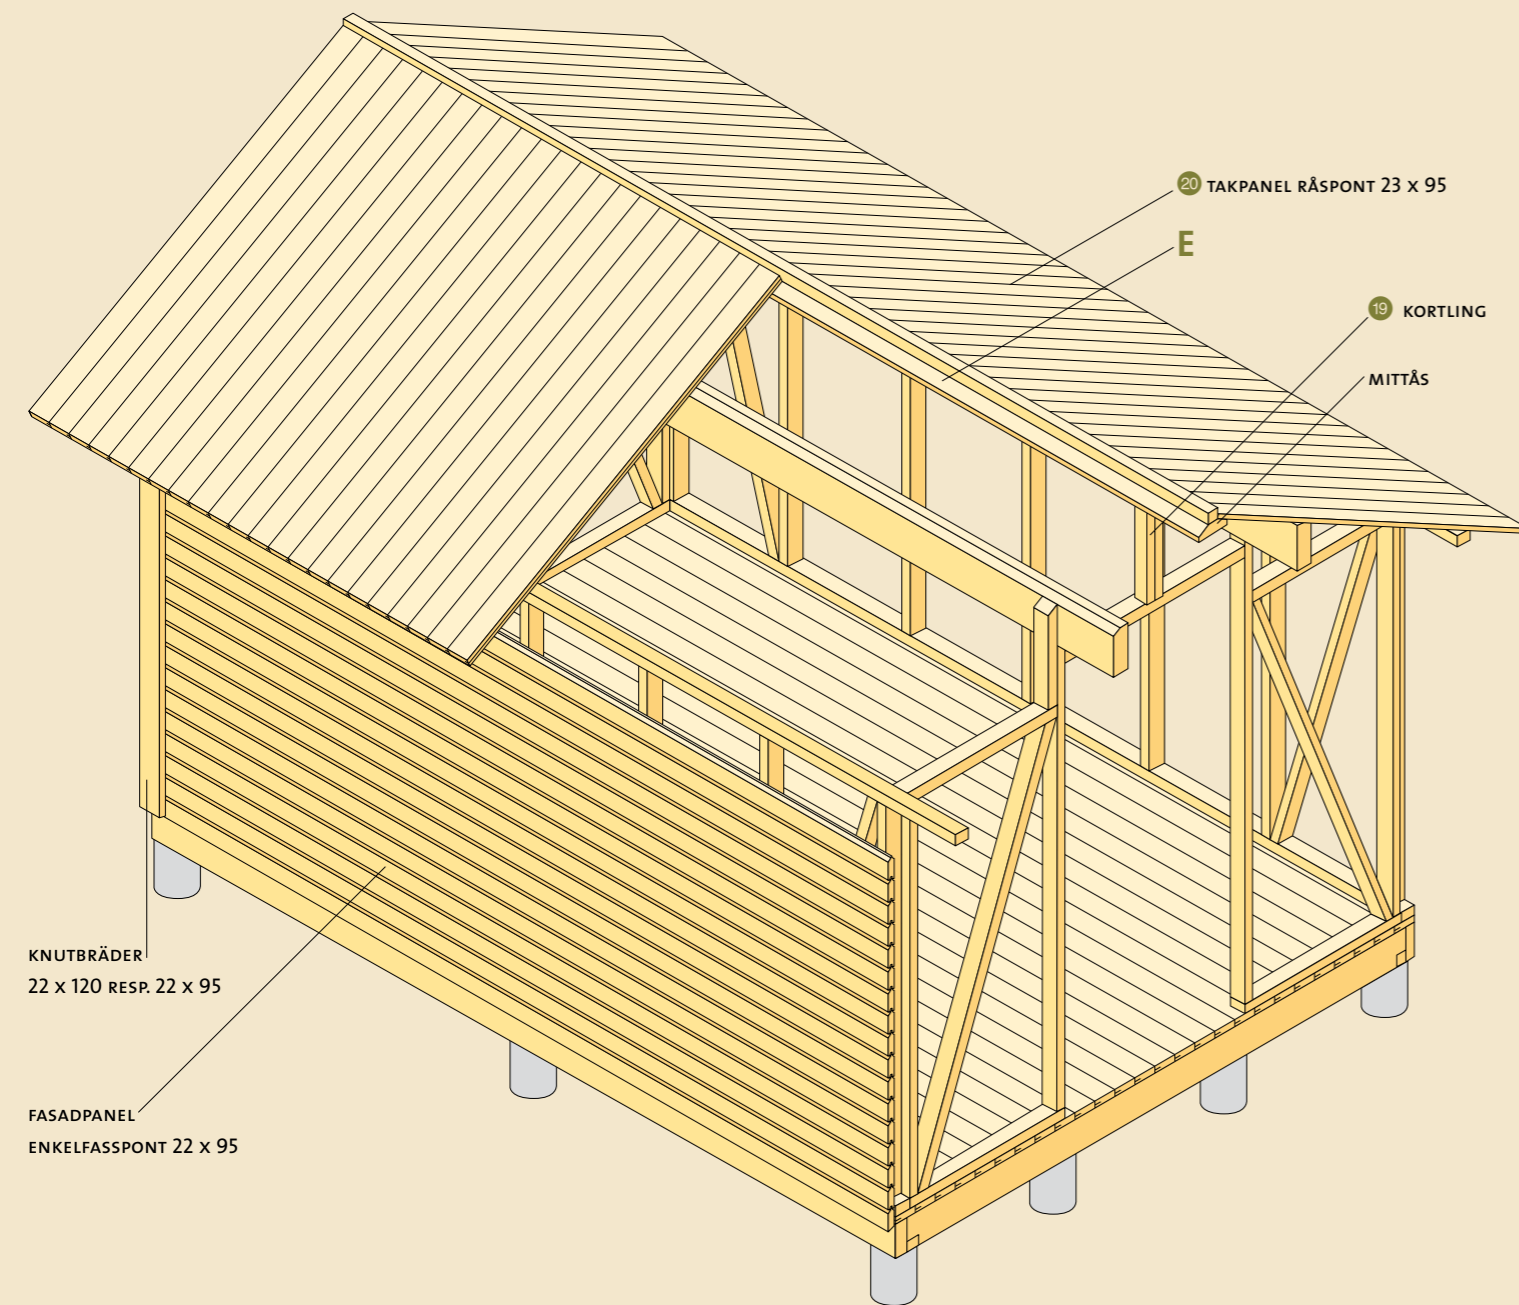 20 TAKPANEL RÅSPONT 23 x 95
E
19 KORTLING
MITTÅS
KNUTBRÄDER
22 x 120 RESP. 22 x 95
FASADPANEL
ENKELFASSPONT 22 x 95